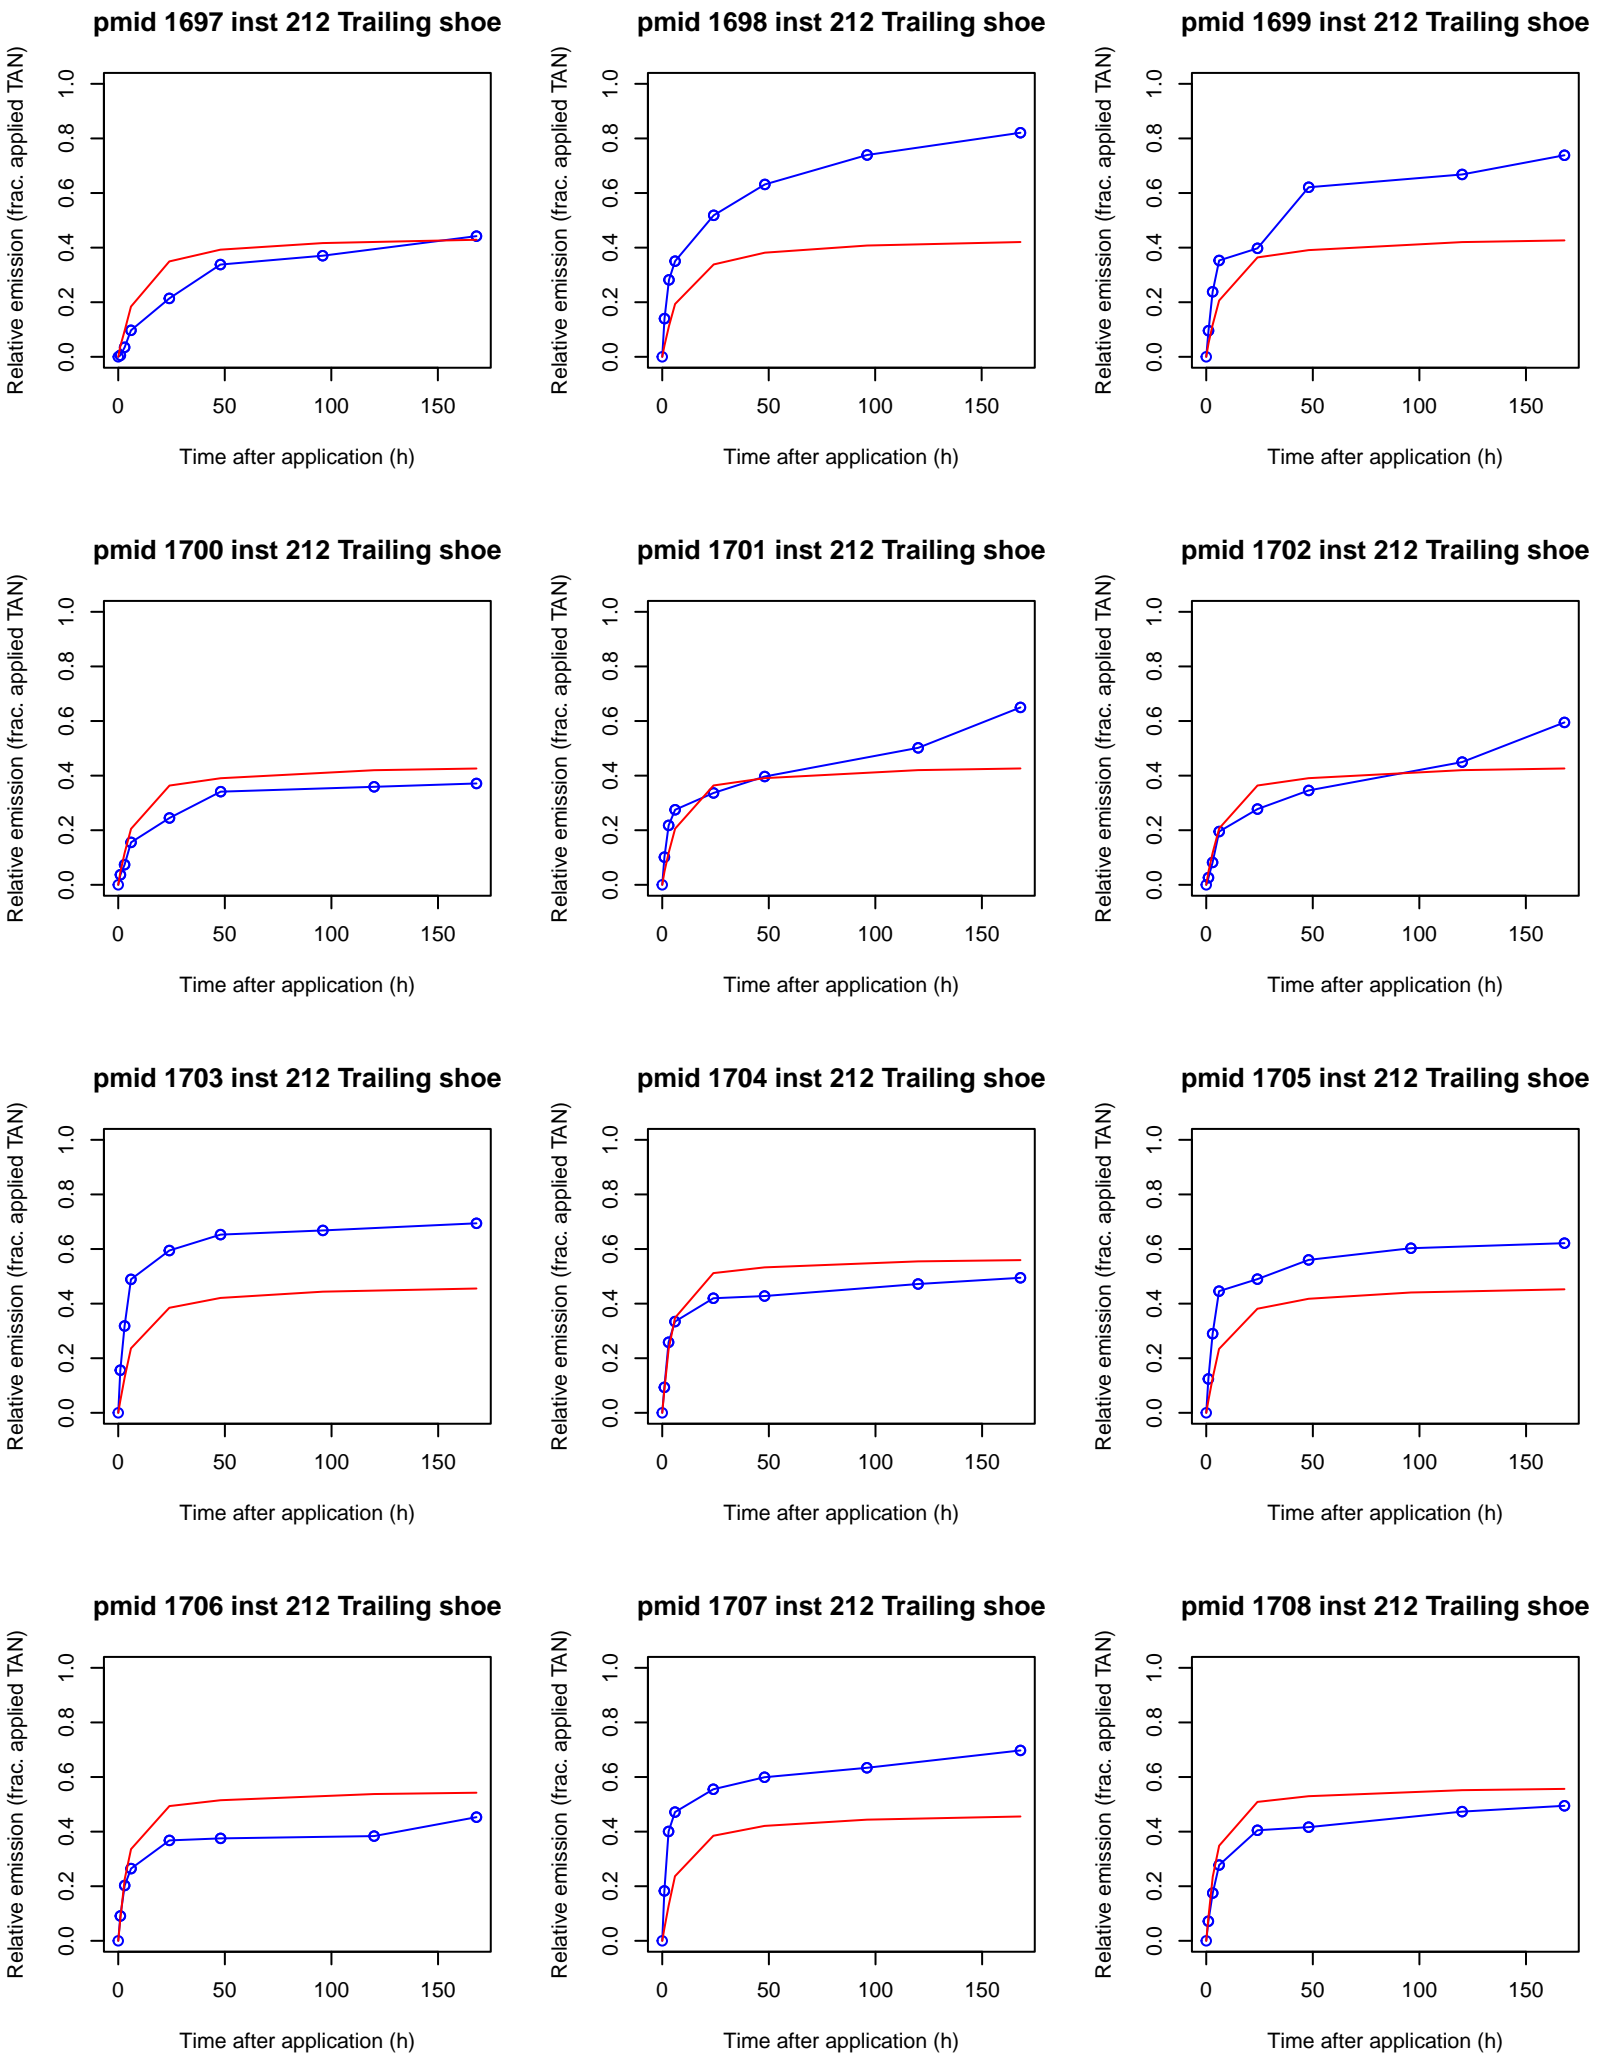 pmid 1697 inst 212 Trailing shoe
Relative emission (frac. applied TAN)
0.0 0.2 0.4 0.6 0.8 1.0
0 50 100 150
Time after application (h)
pmid 1698 inst 212 Trailing shoe
Relative emission (frac. applied TAN)
0.0 0.2 0.4 0.6 0.8 1.0
0 50 100 150
Time after application (h)
pmid 1699 inst 212 Trailing shoe
Relative emission (frac. applied TAN)
0.0 0.2 0.4 0.6 0.8 1.0
0 50 100 150
Time after application (h)
pmid 1700 inst 212 Trailing shoe
Relative emission (frac. applied TAN)
0.0 0.2 0.4 0.6 0.8 1.0
0 50 100 150
Time after application (h)
pmid 1701 inst 212 Trailing shoe
Relative emission (frac. applied TAN)
0.0 0.2 0.4 0.6 0.8 1.0
0 50 100 150
Time after application (h)
pmid 1702 inst 212 Trailing shoe
Relative emission (frac. applied TAN)
0.0 0.2 0.4 0.6 0.8 1.0
0 50 100 150
Time after application (h)
pmid 1703 inst 212 Trailing shoe
Relative emission (frac. applied TAN)
0.0 0.2 0.4 0.6 0.8 1.0
0 50 100 150
Time after application (h)
pmid 1704 inst 212 Trailing shoe
Relative emission (frac. applied TAN)
0.0 0.2 0.4 0.6 0.8 1.0
0 50 100 150
Time after application (h)
pmid 1705 inst 212 Trailing shoe
Relative emission (frac. applied TAN)
0.0 0.2 0.4 0.6 0.8 1.0
0 50 100 150
Time after application (h)
pmid 1706 inst 212 Trailing shoe
Relative emission (frac. applied TAN)
0.0 0.2 0.4 0.6 0.8 1.0
0 50 100 150
Time after application (h)
pmid 1707 inst 212 Trailing shoe
Relative emission (frac. applied TAN)
0.0 0.2 0.4 0.6 0.8 1.0
0 50 100 150
Time after application (h)
pmid 1708 inst 212 Trailing shoe
Relative emission (frac. applied TAN)
0.0 0.2 0.4 0.6 0.8 1.0
0 50 100 150
Time after application (h)